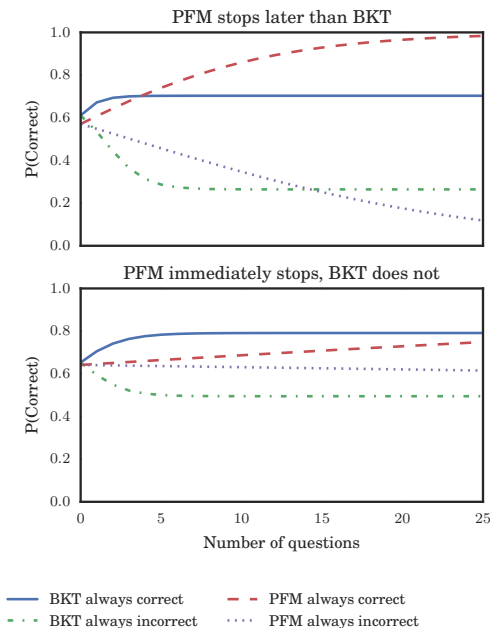 PFM stops later than BKT
1.0
0.8
0.6
0.4
0.2
0.0
P(Correct)
PFM immediately stops, BKT does not
1.0
0.8
0.6
0.4
0.2
0.0
P(Correct)
0 5 10 15 20 25
Number of questions
BKT always correct PFM always correct
BKT always incorrect PFM always incorrect